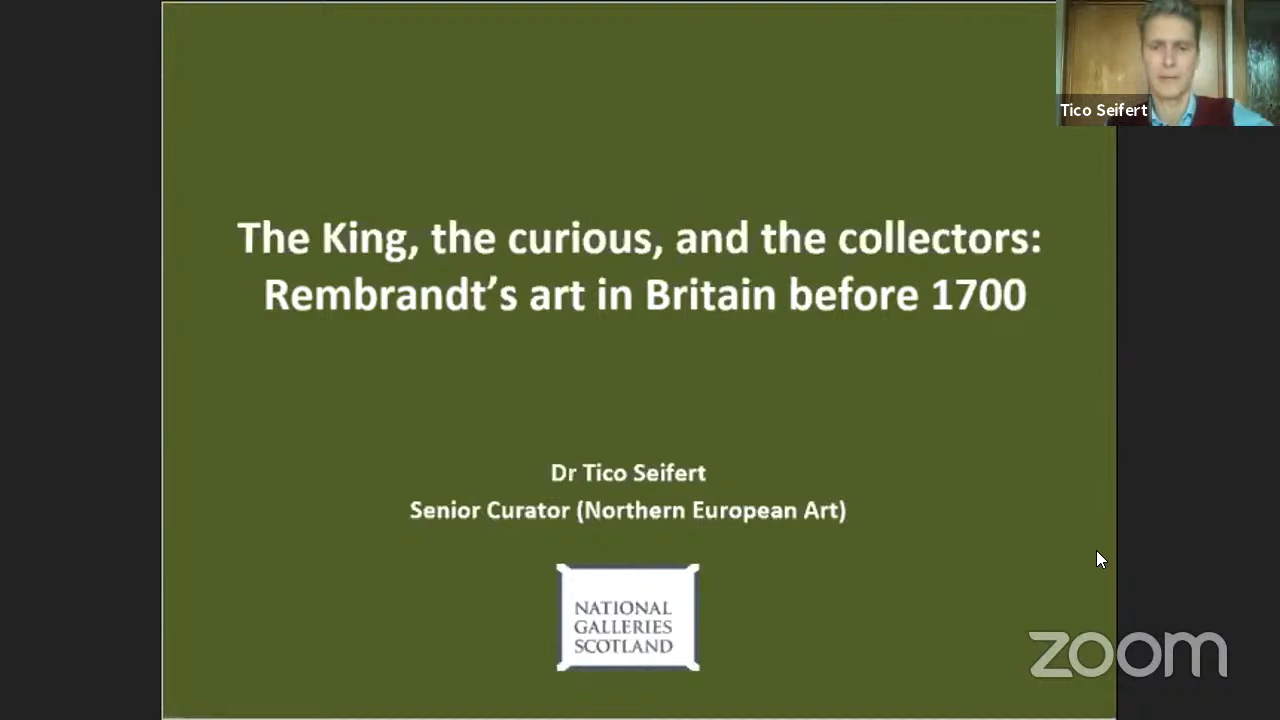 Tico Seifert
The King, the curious, and the collectors:
Rembrandt's art in Britain before 1700
Dr Tico Seifert
Senior Curator (Northern European Art)
NATIONAL
GALLERIES
SCOTLAND
zoom